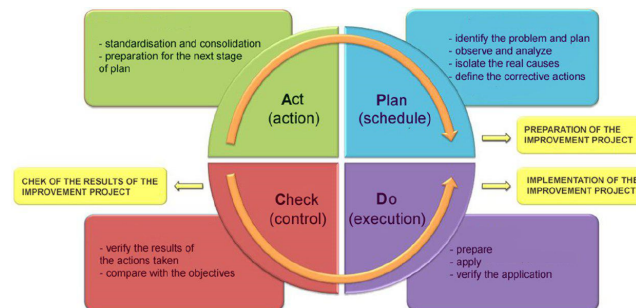 - standardisation and consolidation
- preparation for the next stage
of plan
- identify the problem and plan
- observe and analyze
- isolate the real causes
- define the corrective actions
Act
(action)
Plan
(schedule)
PREPARATION OF THE
IMPROVEMENT PROJECT
CHEK OF THE RESULTS OF THE
IMPROVEMENT PROJECT
IMPLEMENTATION OF THE
IMPROVEMENT PROJECT
Check
(control)
Do
(execution)
- verify the results of
the actions taken
- compare with the objectives
- prepare
- apply
- verify the application